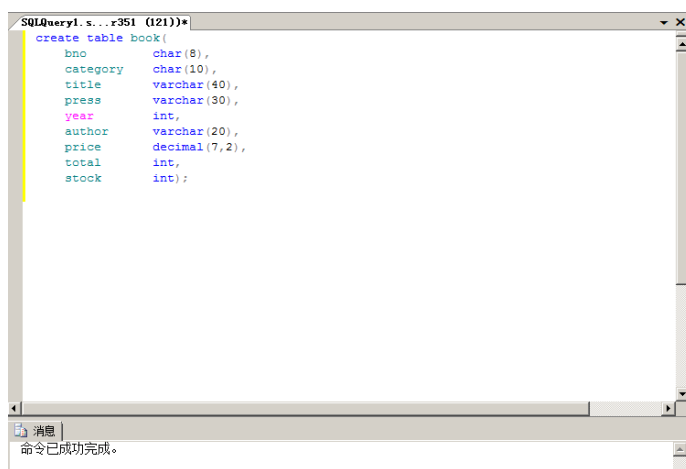 SQLQuery1.s...r351 (121))*
create table book(
bno char(8),
category char(10),
title varchar(40),
press varchar(30),
year int,
author varchar(20),
price decimal(7,2),
total int,
stock int);
消息
命令已成功完成。